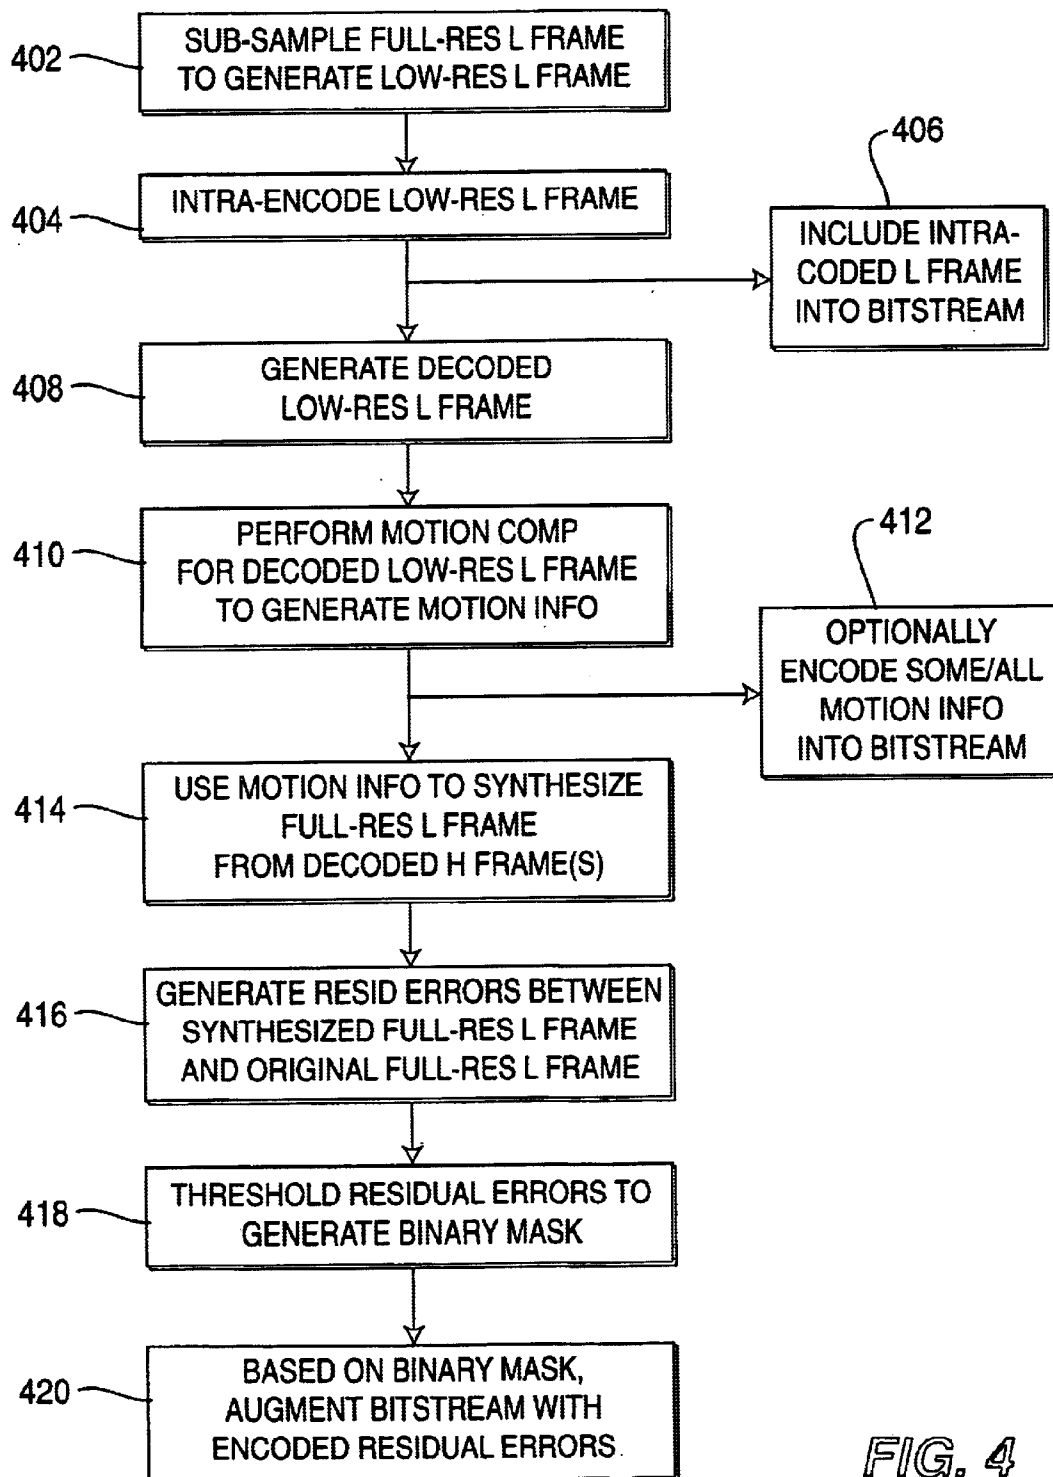 402
SUB-SAMPLE FULL-RES L FRAME
TO GENERATE LOW-RES L FRAME
404
INTRA-ENCODE LOW-RES L FRAME
406
INCLUDE INTRA-
CODED L FRAME
INTO BITSTREAM
408
GENERATE DECODED
LOW-RES L FRAME
410
PERFORM MOTION COMP
FOR DECODED LOW-RES L FRAME
TO GENERATE MOTION INFO
412
OPTIONALLY
ENCODE SOME/ALL
MOTION INFO
INTO BITSTREAM
414
USE MOTION INFO TO SYNTHESIZE
FULL-RES L FRAME
FROM DECODED H FRAME(S)
416
GENERATE RESID ERRORS BETWEEN
SYNTHESIZED FULL-RES L FRAME
AND ORIGINAL FULL-RES L FRAME
418
THRESHOLD RESIDUAL ERRORS TO
GENERATE BINARY MASK
420
BASED ON BINARY MASK,
AUGMENT BITSTREAM WITH
ENCODED RESIDUAL ERRORS
FIG. 4